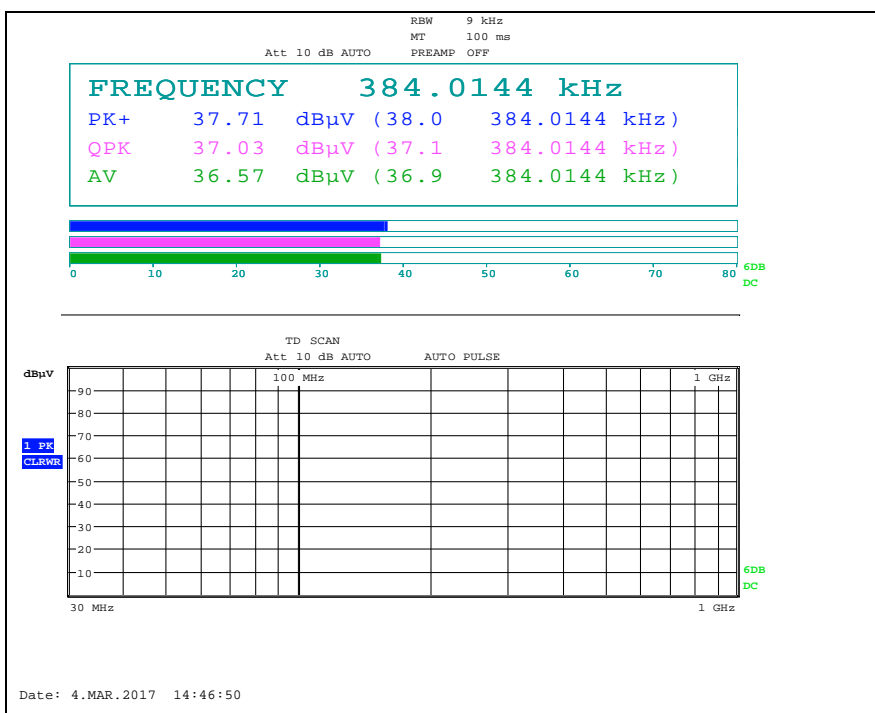 RBW 9 kHz
MT 100 ms
Att 10 dB AUTO PREAMP OFF
FREQUENCY 384.0144 kHz
PK+ 37.71 dBµV (38.0 384.0144 kHz)
QPK 37.03 dBµV (37.1 384.0144 kHz)
AV 36.57 dBµV (36.9 384.0144 kHz)
0 10 20 30 40 50 60 70 80
6DB
DC
TD SCAN
Att 10 dB AUTO AUTO PULSE
dBµV
100 MHz 1 GHz
90
80
70
1 PK
CLRWR
60
50
40
30
20
10
6DB
DC
30 MHz 1 GHz
Date: 4.MAR.2017 14:46:50